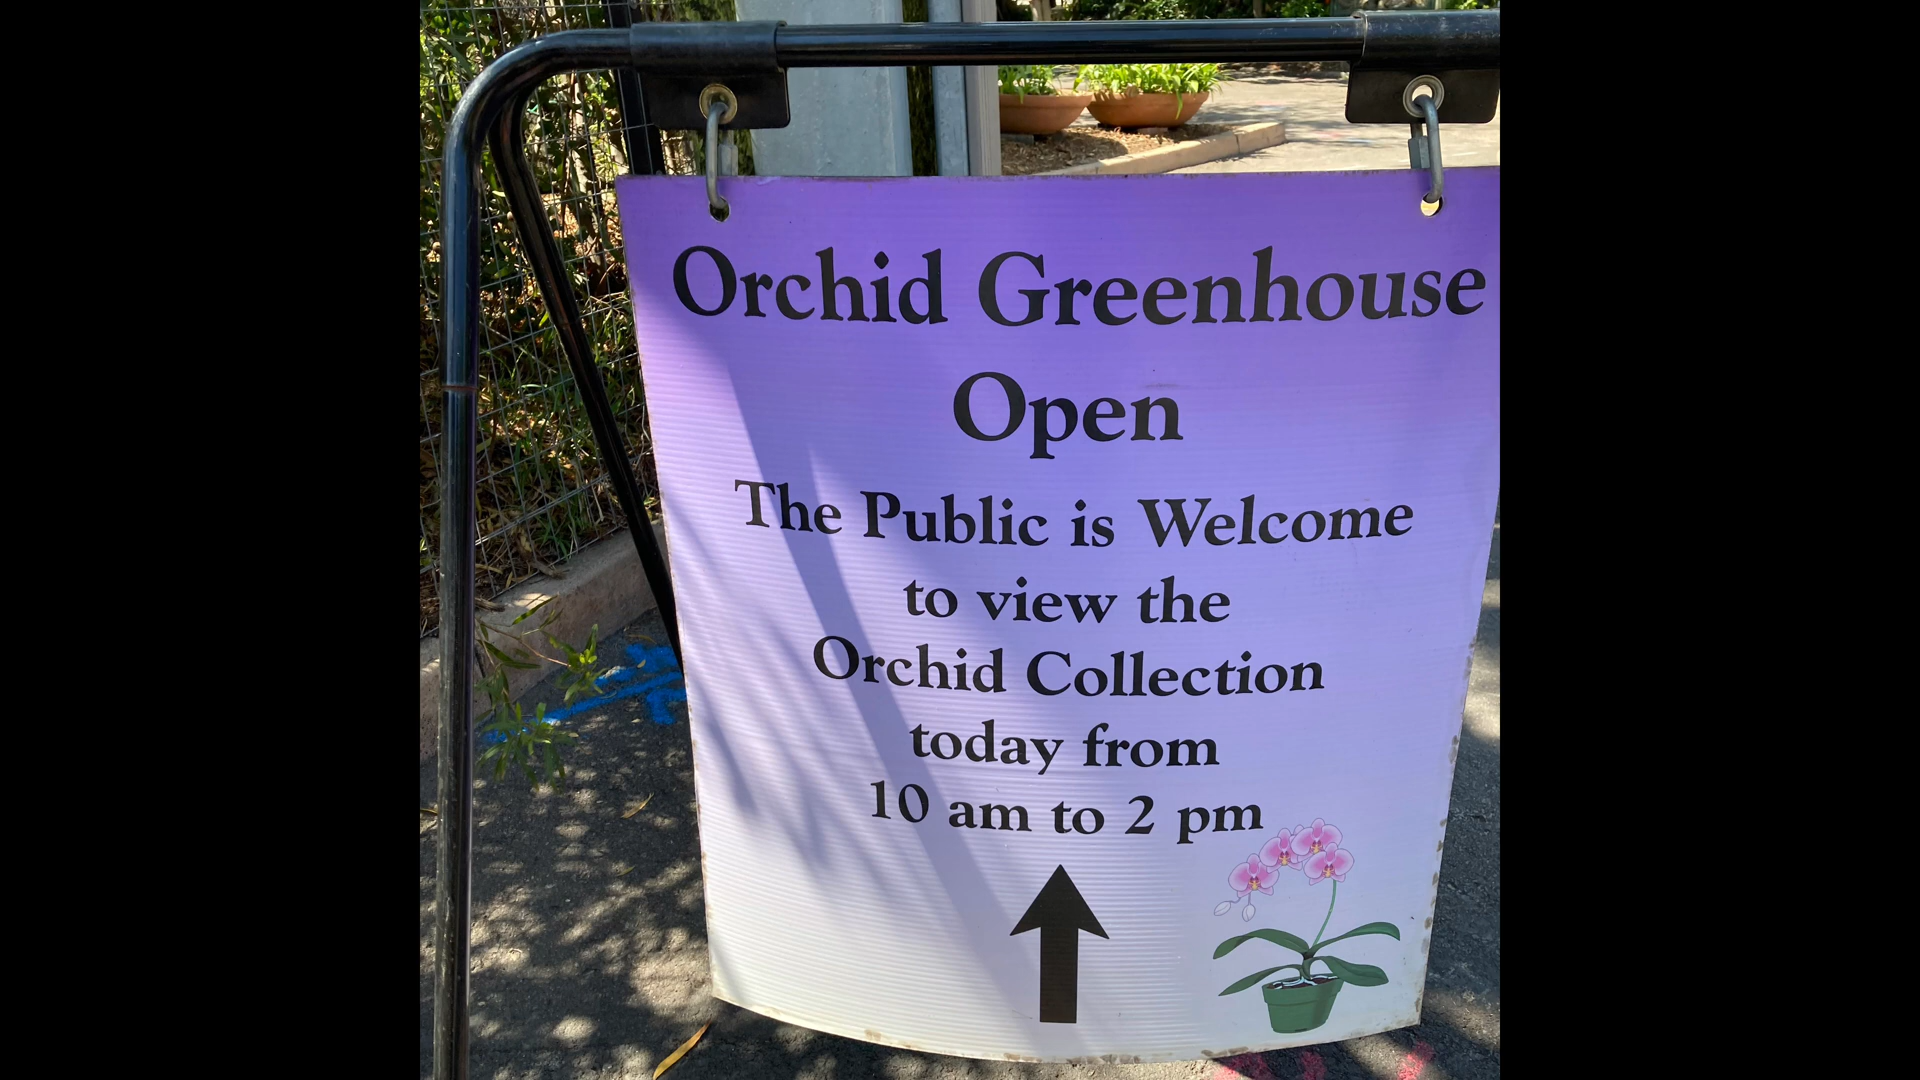 Orchid Greenhouse
Open
The Public is Welcome
to view the
Orchid Collection
today from
10 am to 2 pm